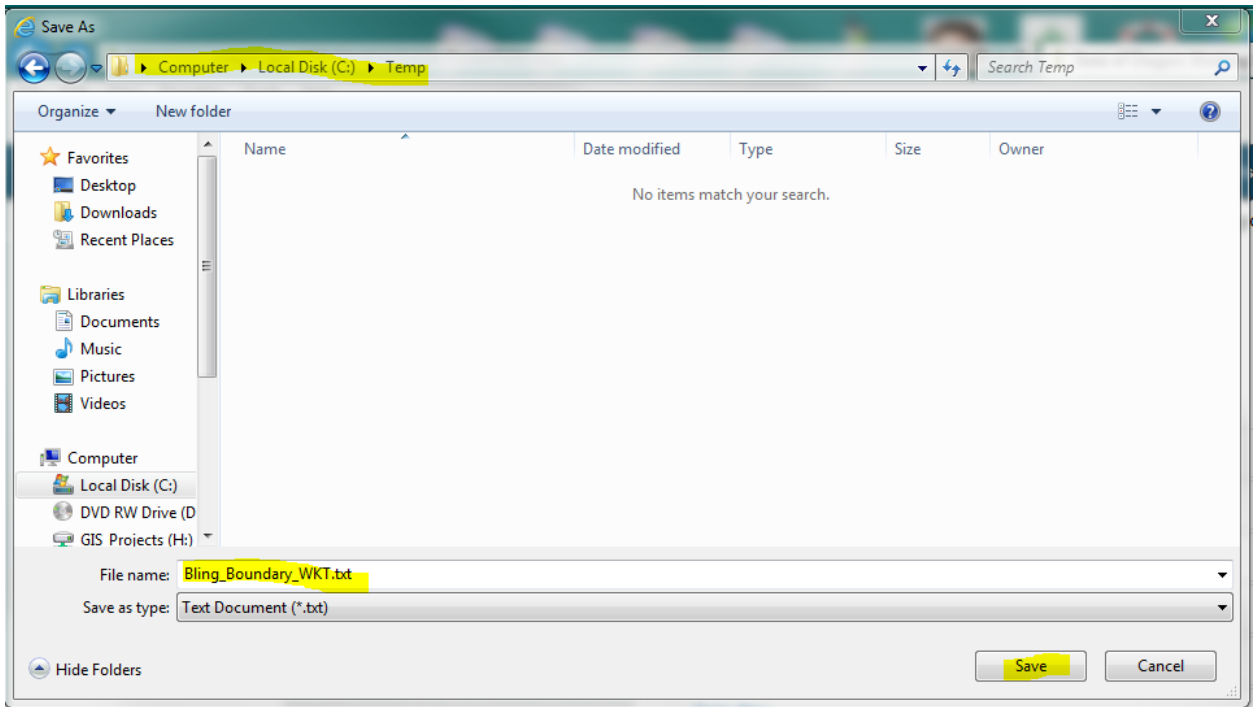 Save As
Computer Local Disk (C:) Temp
Search Temp
Organize New folder
Name Date modified Type Size Owner
No items match your search.
Favorites
Desktop
Downloads
Recent Places
Libraries
Documents
Music
Pictures
Videos
Computer
Local Disk (C:)
DVD RW Drive (D
GIS Projects (H:)
File name: Bling_Boundary_WKT.txt
Save as type: Text Document (*.txt)
Hide Folders
Save Cancel